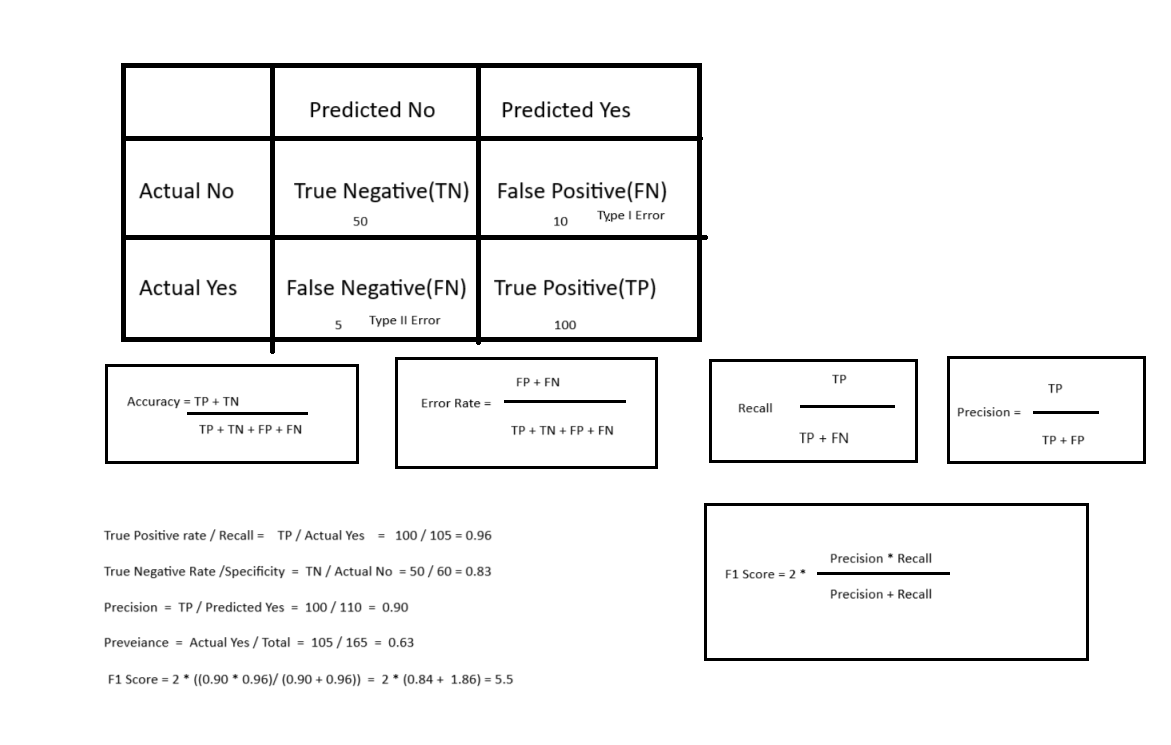 Predicted No Predicted Yes
Actual No True Negative(TN) False Positive(FN)
50 10 Type I Error
Actual Yes False Negative(FN) True Positive(TP)
5 Type II Error 100
Accuracy = TP + TN
TP + TN + FP + FN
FP + FN
Error Rate =
TP + TN + FP + FN
TP
Recall
TP + FN
TP
Precision =
TP + FP
True Positive rate / Recall = TP / Actual Yes = 100 / 105 = 0.96
True Negative Rate /Specificity = TN / Actual No = 50 / 60 = 0.83
Precision = TP / Predicted Yes = 100 / 110 = 0.90
Preveiance = Actual Yes / Total = 105 / 165 = 0.63
F1 Score = 2 * ((0.90 * 0.96)/ (0.90 + 0.96)) = 2 * (0.84 + 1.86) = 5.5
Precision * Recall
F1 Score = 2 *
Precision + Recall